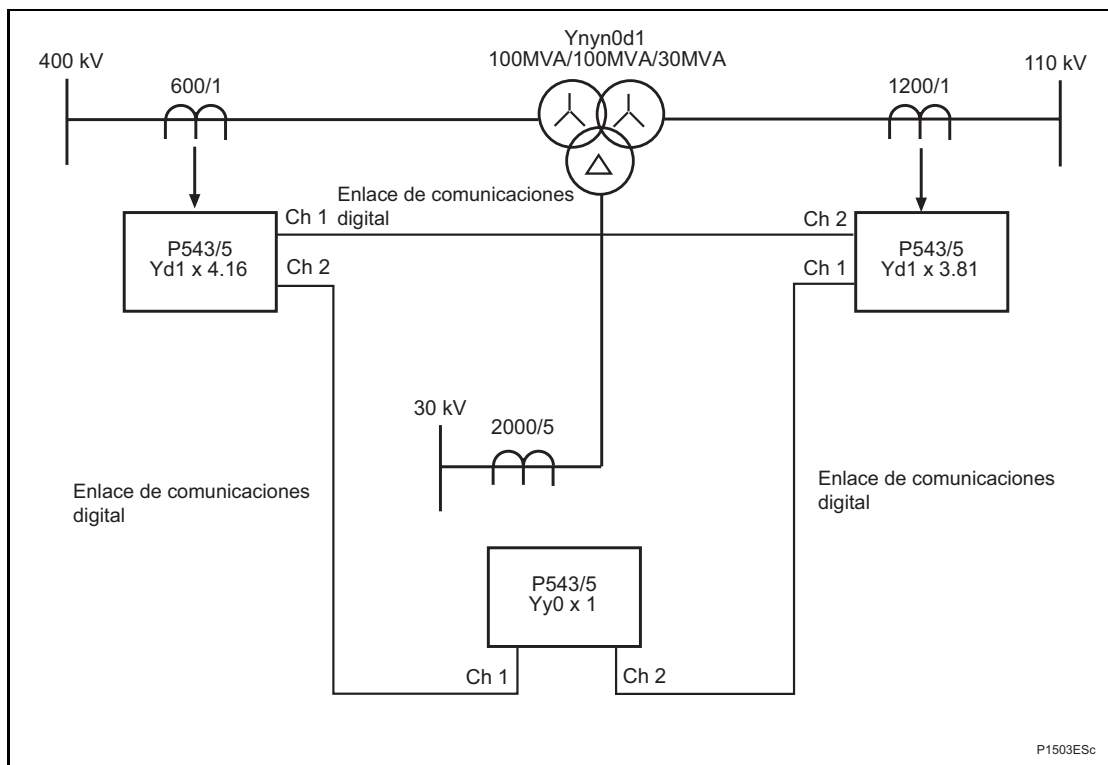 Ynyn0d1
100MVA/100MVA/30MVA
400 kV
110 kV
600/1
1200/1
Enlace de comunicaciones
digital
Ch 1
Ch 2
P543/5
Yd1 x 4.16
Ch 2
Ch 1
P543/5
Yd1 x 3.81
30 kV
2000/5
Enlace de comunicaciones
digital
Enlace de comunicaciones
digital
P543/5
Yy0 x 1
Ch 1
Ch 2
P1503ESc